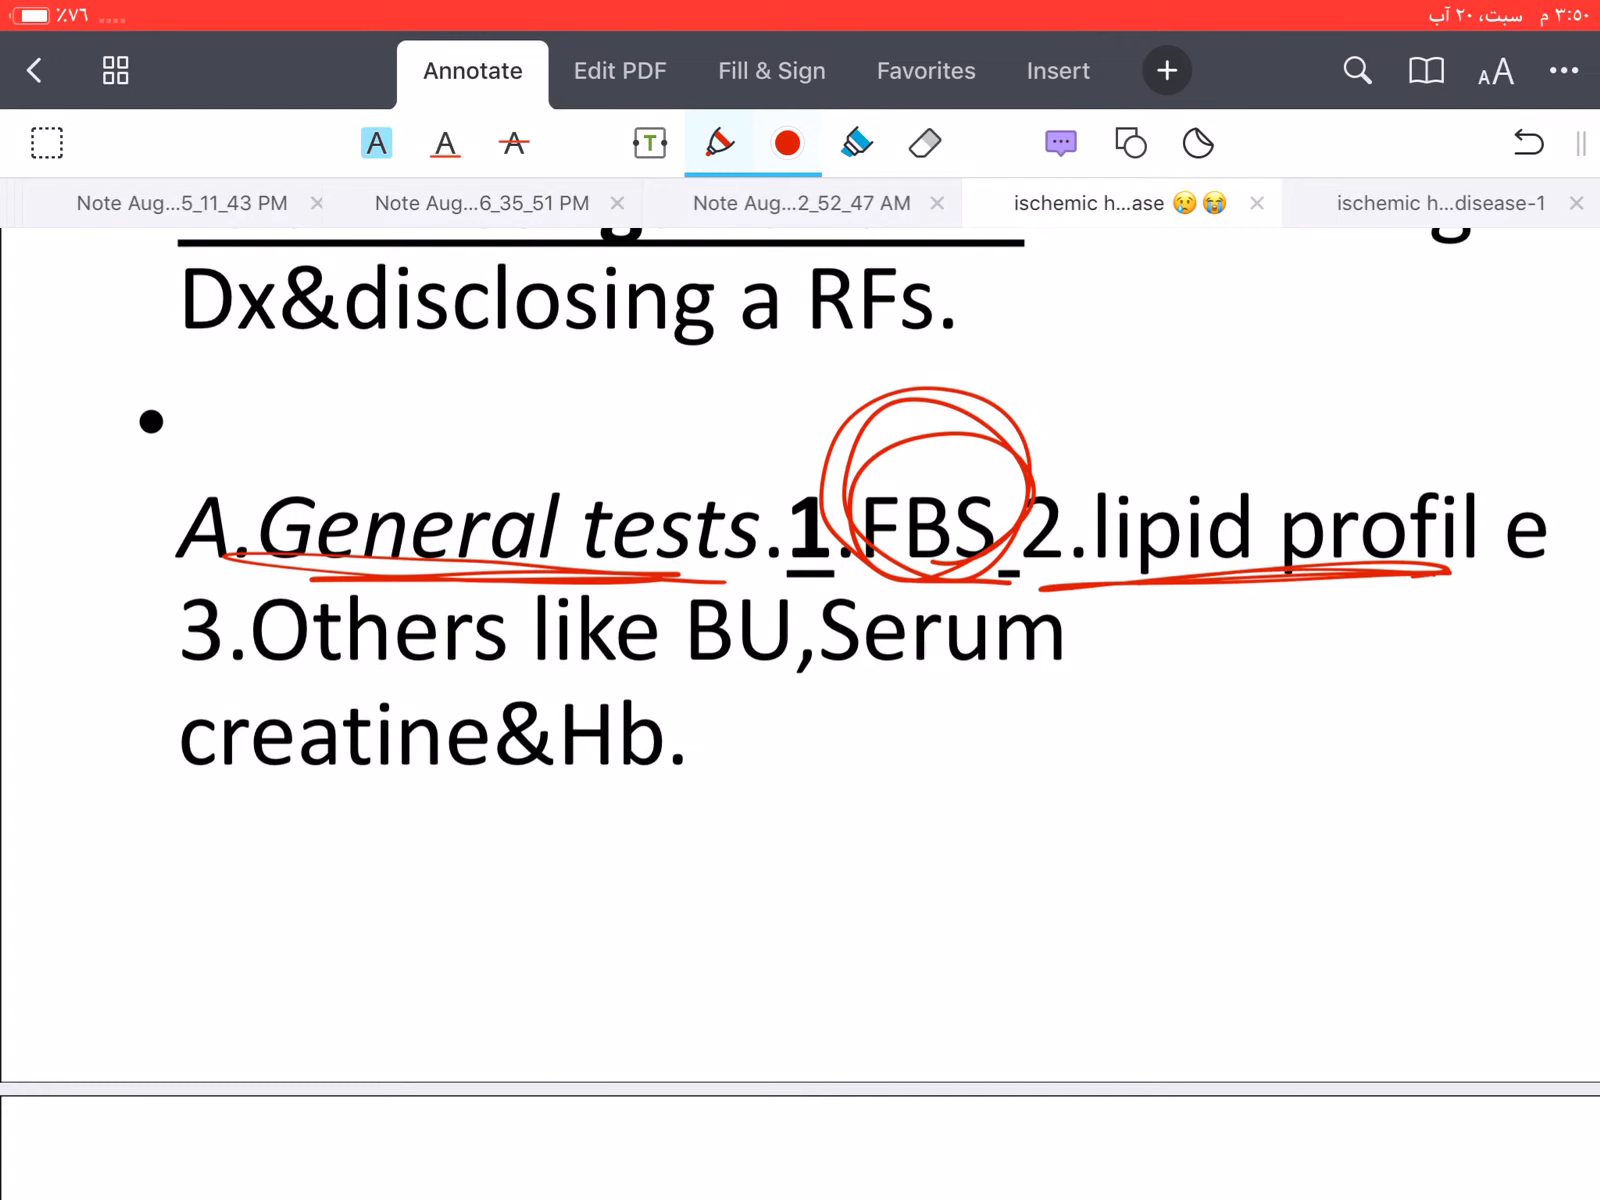 ٪٧٦
٣:٥٠ م سبت، ٢٠ آب
Annotate Edit PDF Fill & Sign Favorites Insert
Note Aug...5_11_43 PM Note Aug...6_35_51 PM Note Aug...2_52_47 AM ischemic h...ase 😢 😭 ischemic h...disease-1
Dx&disclosing a RFs.
A.General tests.1.FBS 2.lipid profil e
3.Others like BU,Serum
creatine&Hb.